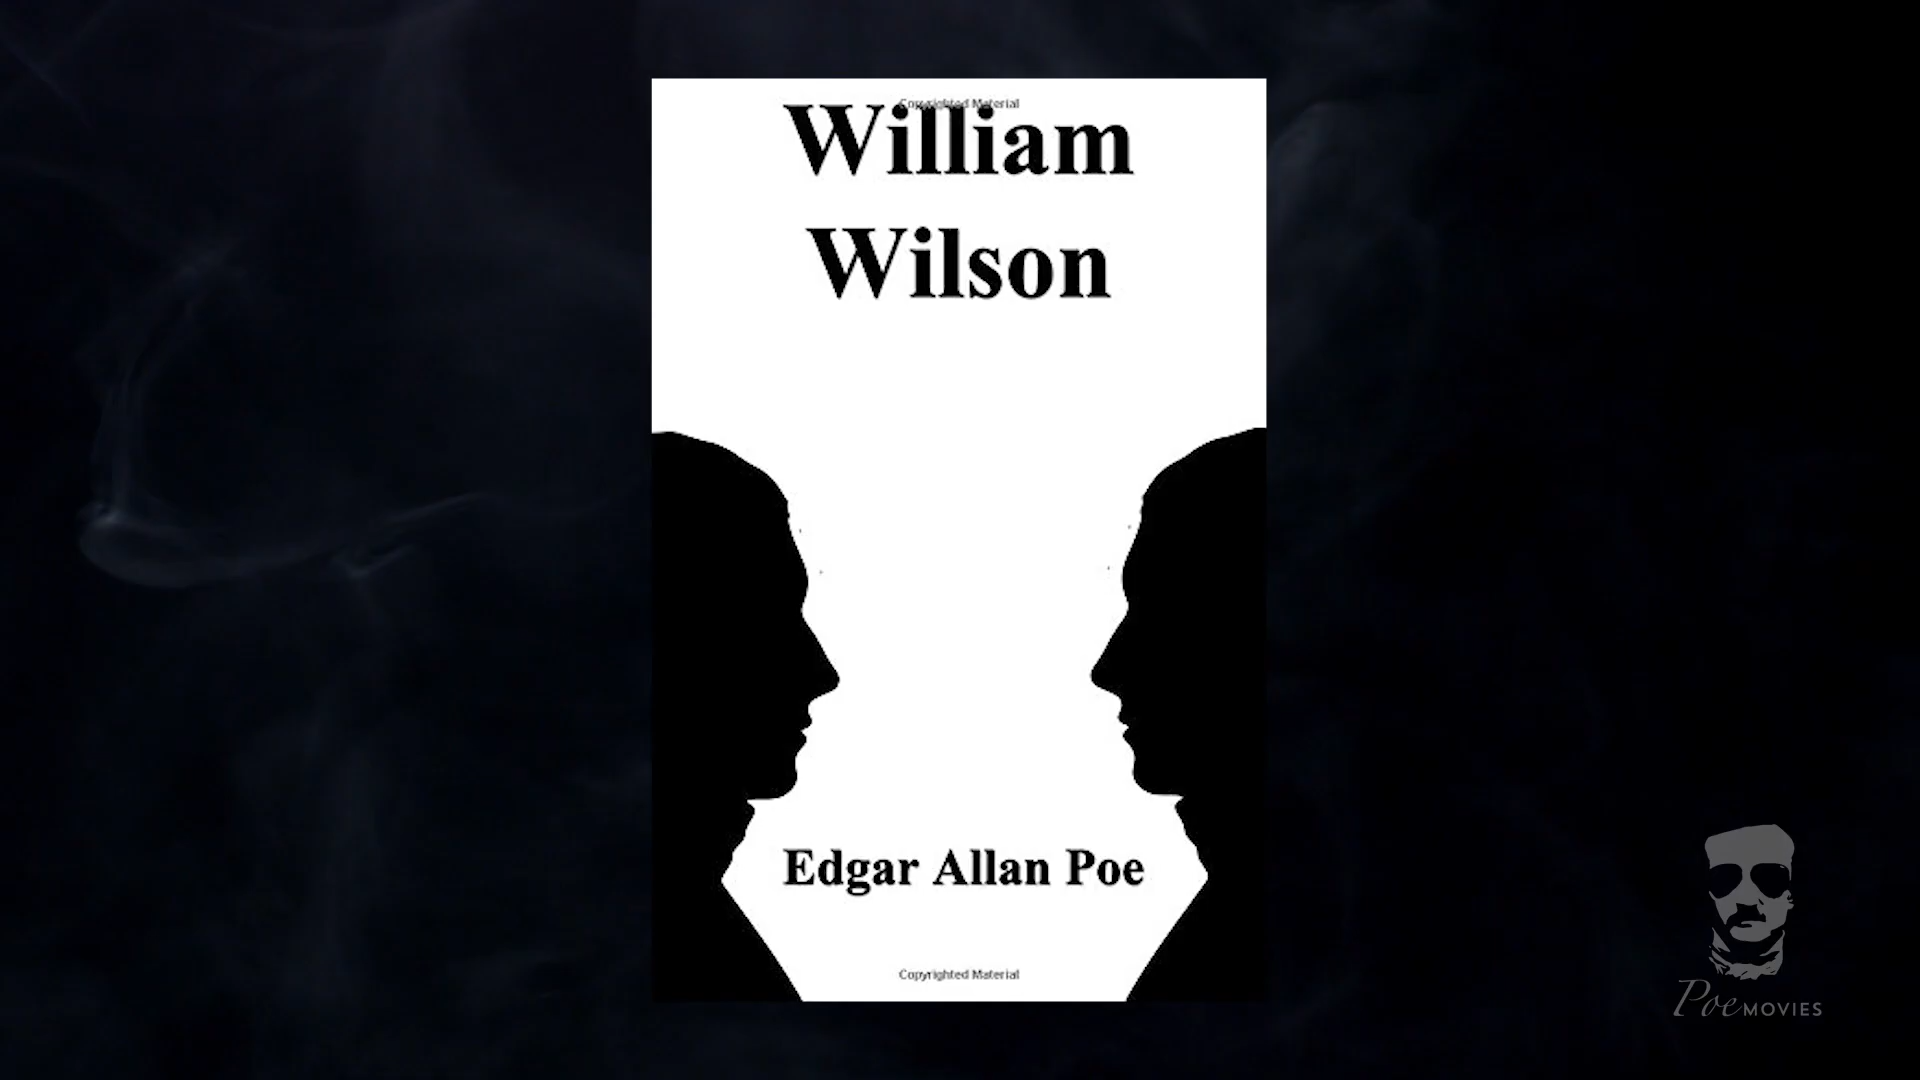 Copyrighted Material
William
Wilson
Edgar Allan Poe
Copyrighted Material
Poe MOVIES